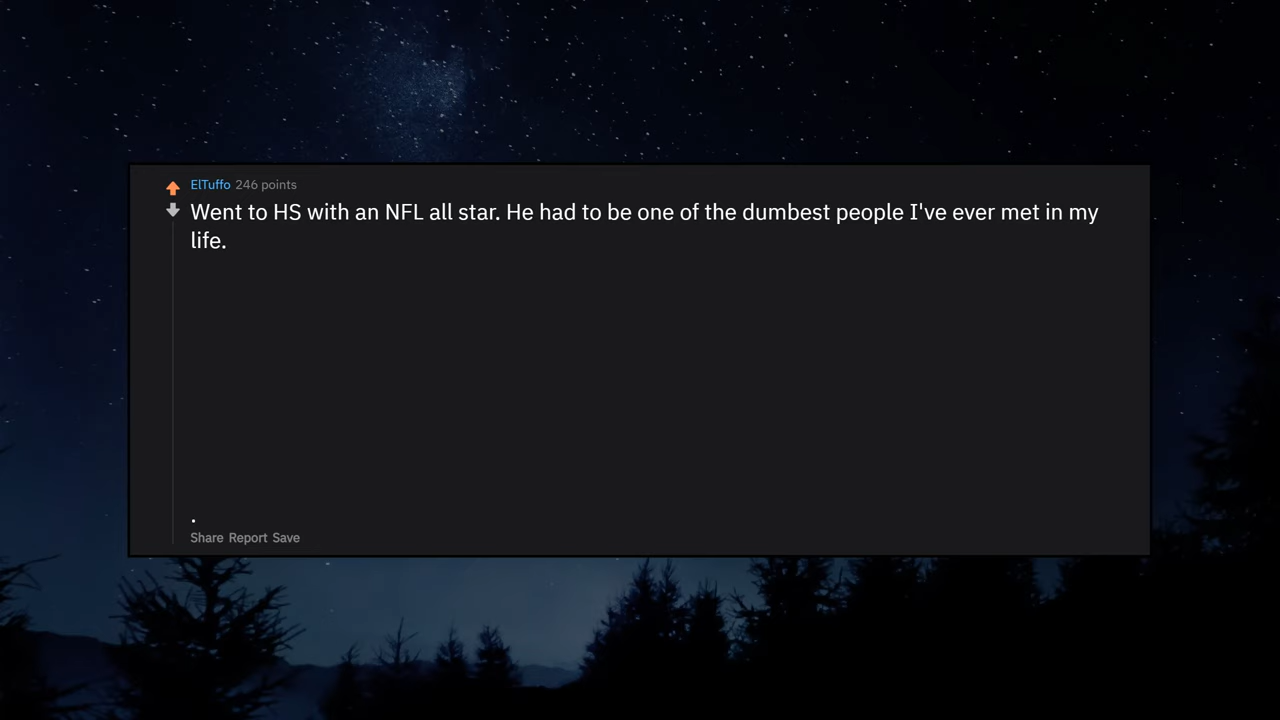 ElTuffo 246 points
Went to HS with an NFL all star. He had to be one of the dumbest people I've ever met in my
life.
.
Share Report Save